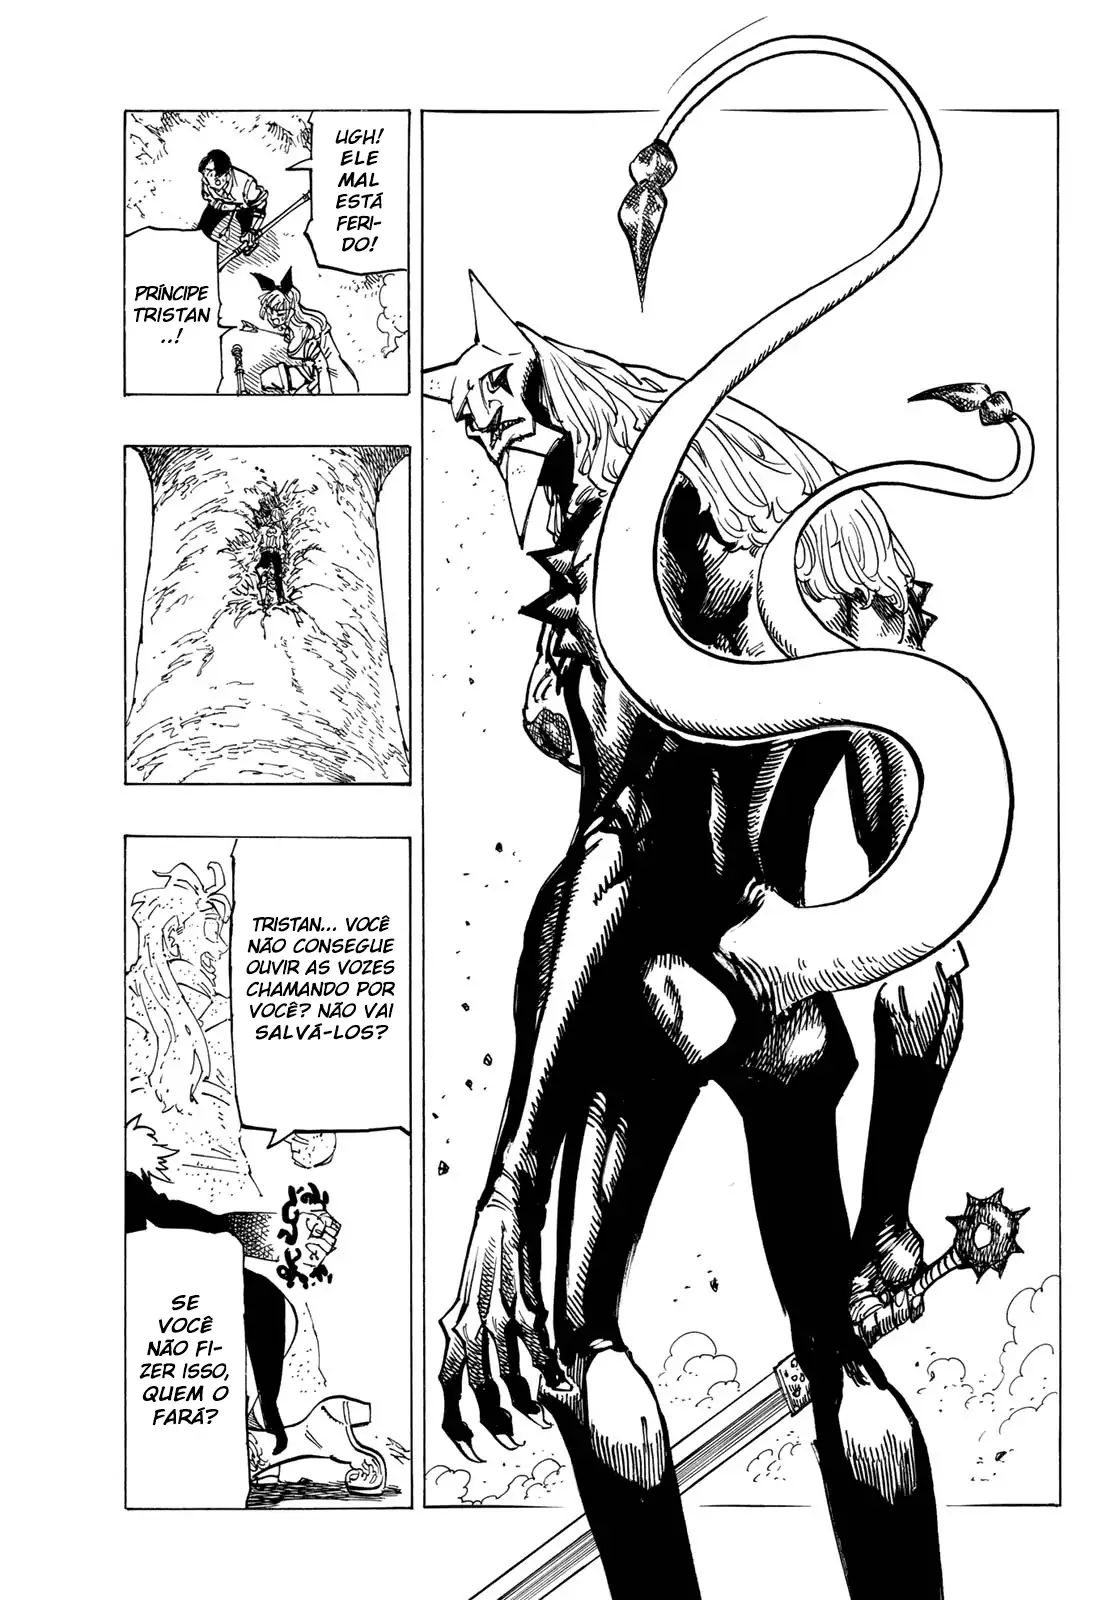 UGH!
ELE
MAL
ESTÁ
FERI-
DO!
PRÍNCIPE
TRISTAN
..!
TRISTAN... VOCÊ
NÃO CONSEGUE
OUVIR AS VOZES
CHAMANDO POR
VOCÊ? NÃO VAI
SALVÁ-LOS?
SE
VOCÊ
NÃO FI-
ZER ISSO,
QUEM O
FARÁ?